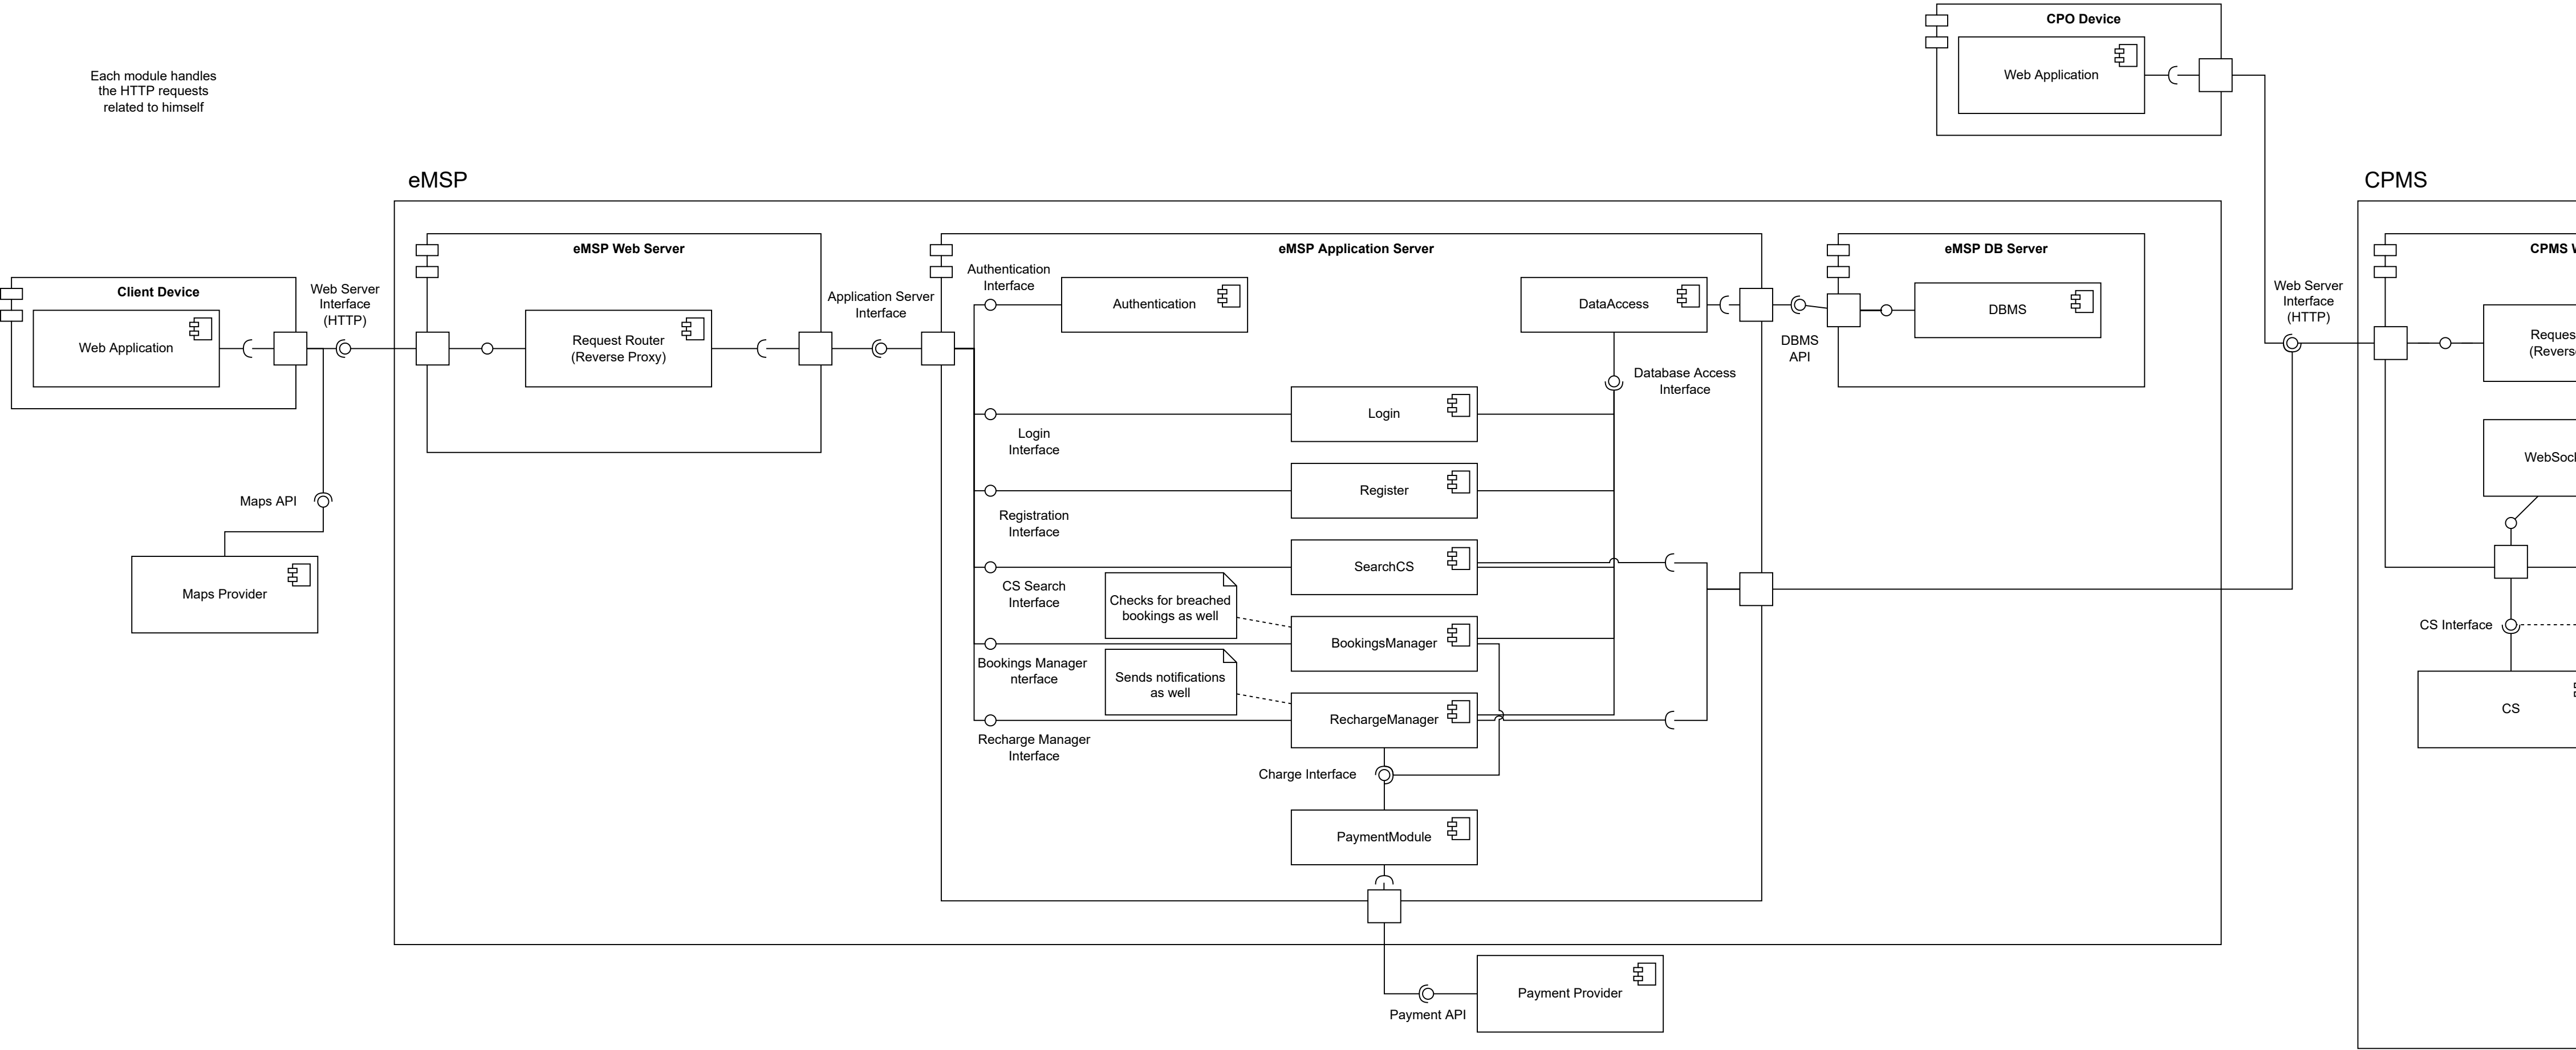 CPO Device
Web Application
Each module handles
the HTTP requests
related to himself
eMSP
CPMS
eMSP Web Server
Request Router
(Reverse Proxy)
eMSP Application Server
eMSP DB Server
DBMS
CPMS W
Client Device
Web Application
Web Server
Interface
(HTTP)
Application Server
Interface
Authentication
Interface
Authentication
DataAccess
DBMS
API
Web Server
Interface
(HTTP)
Reques
(Revers
Database Access
Interface
Login
Login
Interface
Register
Registration
Interface
SearchCS
CS Search
Interface
Checks for breached
bookings as well
BookingsManager
Bookings Manager
nterface
Sends notifications
as well
RechargeManager
Recharge Manager
Interface
Charge Interface
PaymentModule
Payment Provider
Payment API
Maps API
Maps Provider
WebSoc
CS Interface
CS